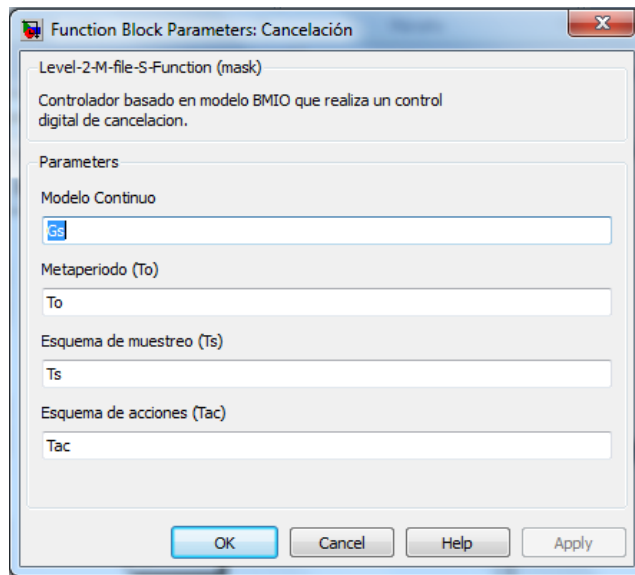 Function Block Parameters: Cancelación
Level-2-M-file-S-Function (mask)
Controlador basado en modelo BMIO que realiza un control
digital de cancelacion.
Parameters
Modelo Continuo
Gs
Metaperiodo (To)
To
Esquema de muestreo (Ts)
Ts
Esquema de acciones (Tac)
Tac
OK Cancel Help Apply